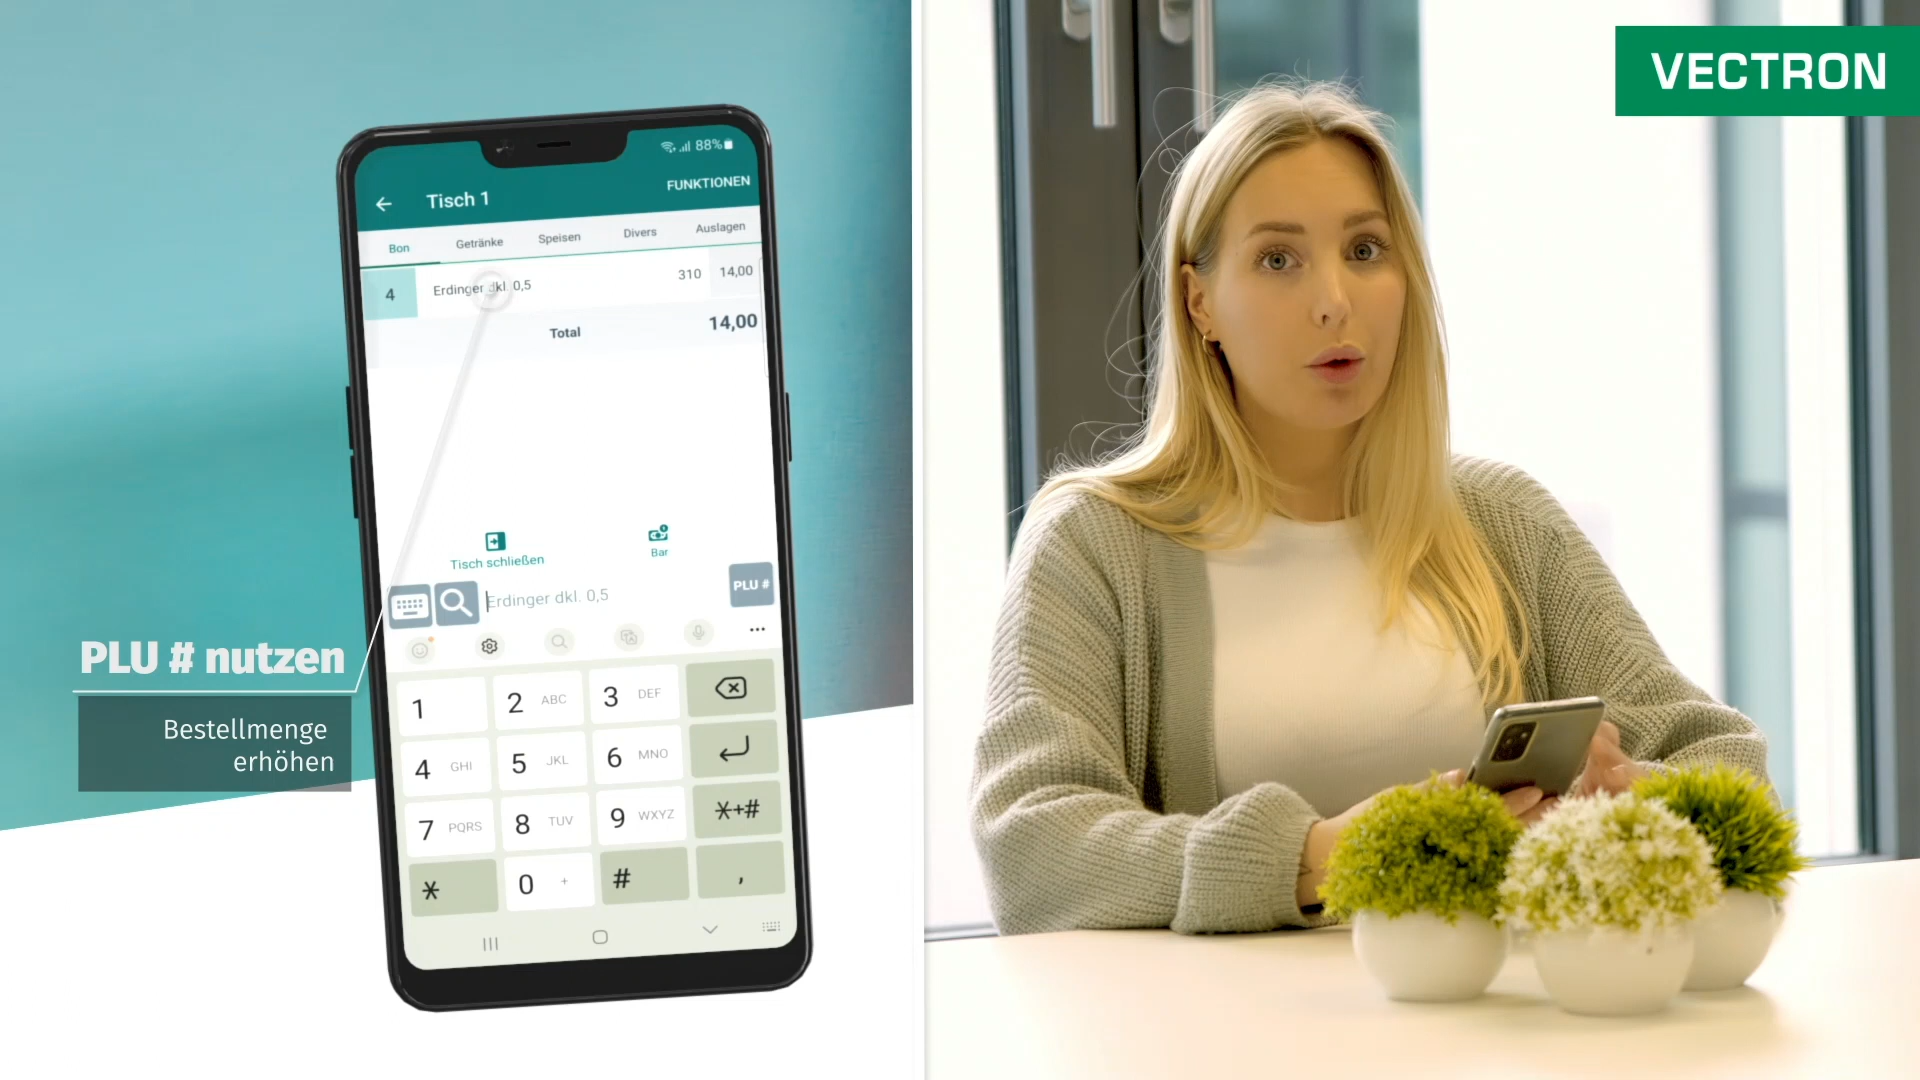 VECTRON
88%
Tisch 1
FUNKTIONEN
Bon Getränke Speisen Divers Auslagen
4 Erdinger dkl. 0,5 310 14,00
Total 14,00
Tisch schließen Bar
Erdinger dkl. 0,5 PLU #
PLU # nutzen
Bestellmenge
erhöhen
1 2 ABC 3 DEF
4 GHI 5 JKL 6 MNO
7 PQRS 8 TUV 9 WXYZ *+#
* 0 + # ,